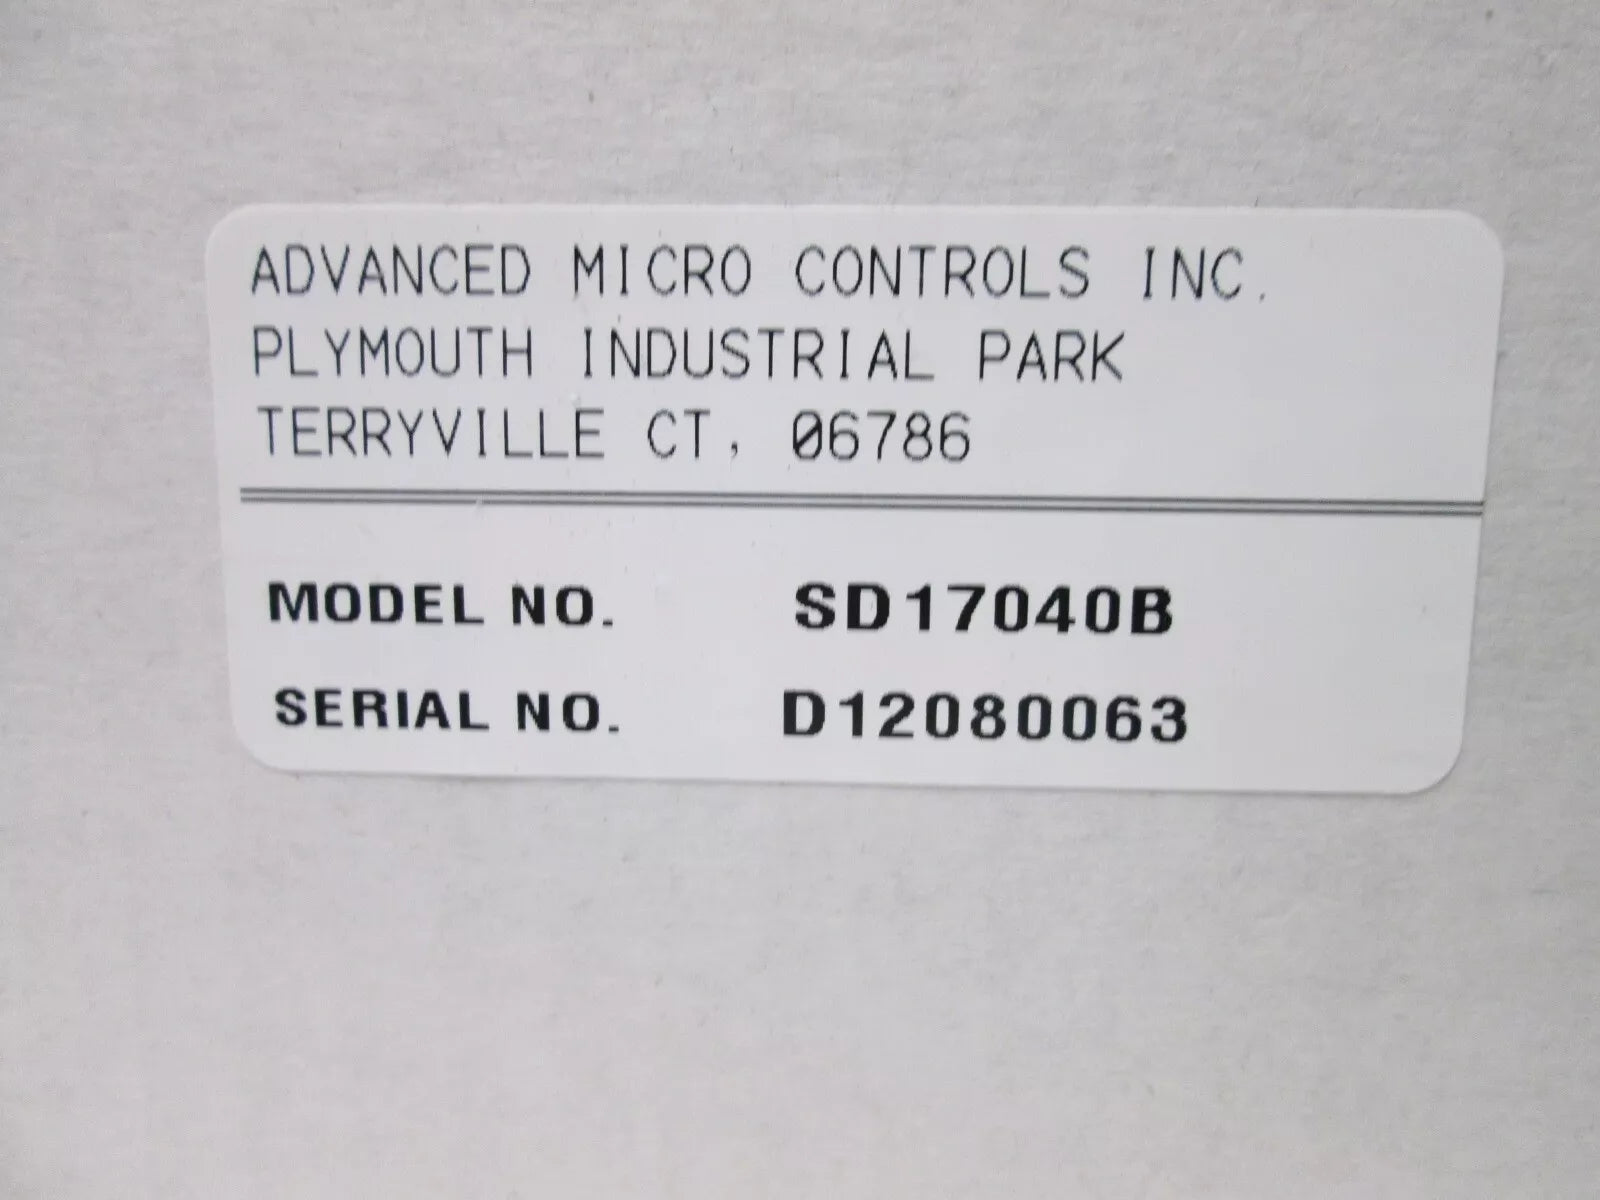 ADVANCED MICRO CONTROLS INC.
PLYMOUTH INDUSTRIAL PARK
TERRYVILLE CT, 06786
MODEL NO. SD17040B
SERIAL NO. D12080063